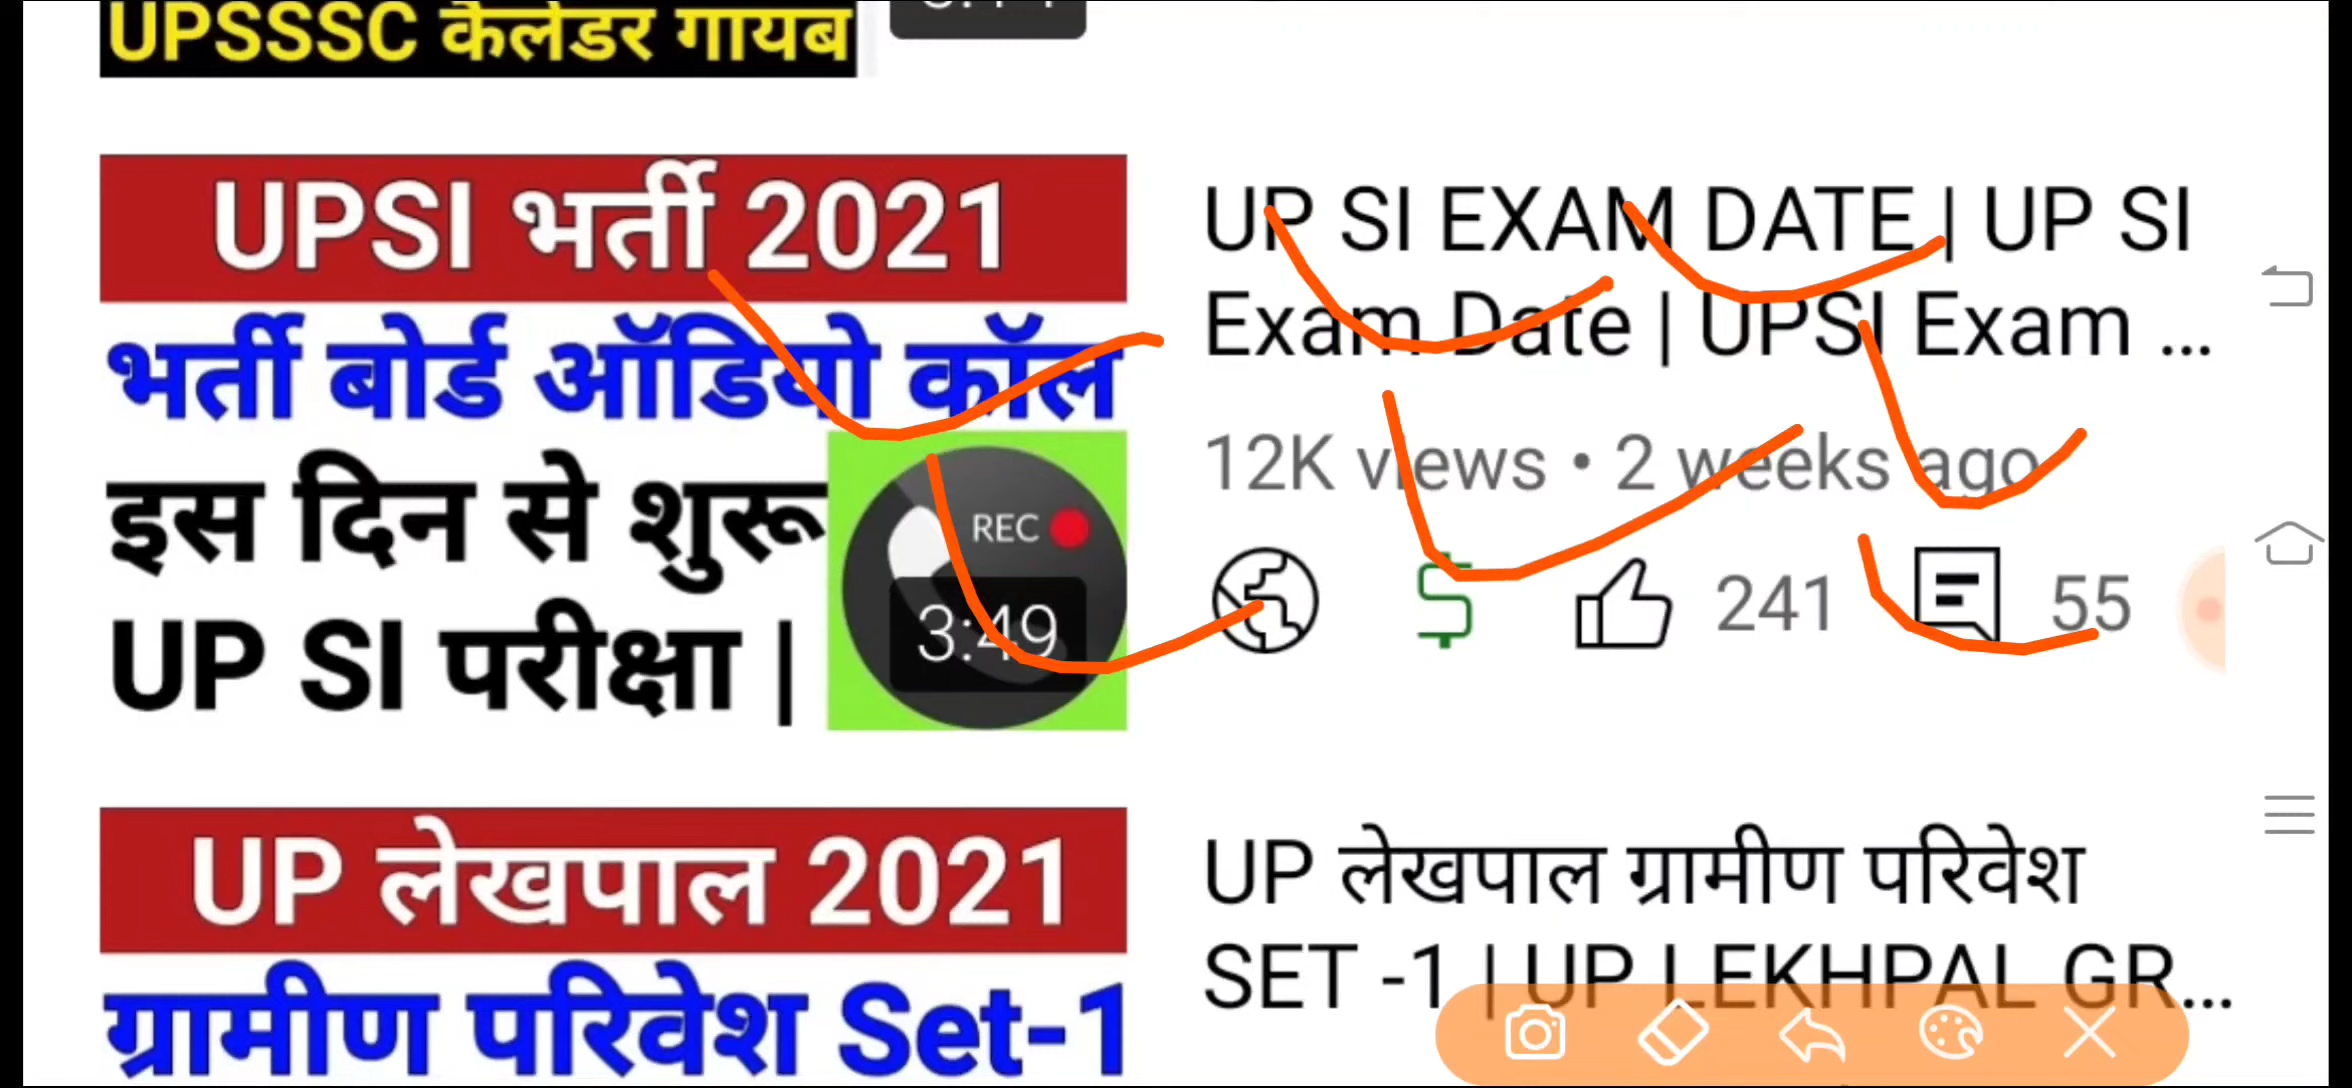 UPSSSC कैलेंडर गायब
UPSI भर्ती 2021
भर्ती बोर्ड ऑडियो कॉल
इस दिन से शुरू
UP SI परीक्षा |
REC
3:49
UP SI EXAM DATE | UP SI
Exam Date | UPSI Exam ...
12K views • 2 weeks ago
241
55
UP लेखपाल 2021
ग्रामीण परिवेश Set-1
UP लेखपाल ग्रामीण परिवेश
SET -1 | UP LEKHPAL GR...